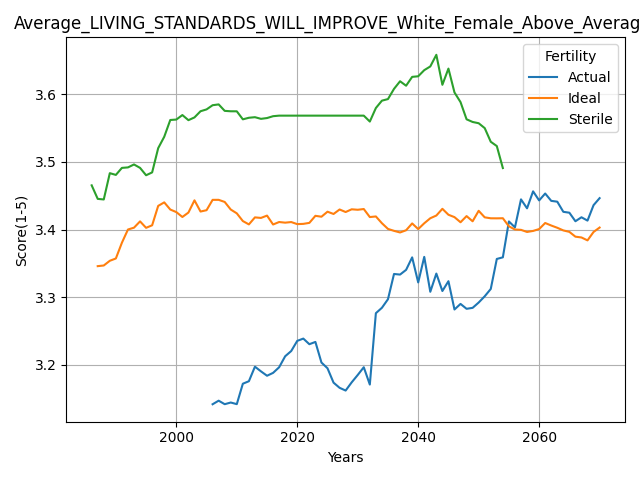 Average_LIVING_STANDARDS_WILL_IMPROVE_White_Female_Above_Averag
Fertility
Actual
Ideal
Sterile
Score(1-5)
3.6
3.5
3.4
3.3
3.2
2000 2020 2040 2060
Years